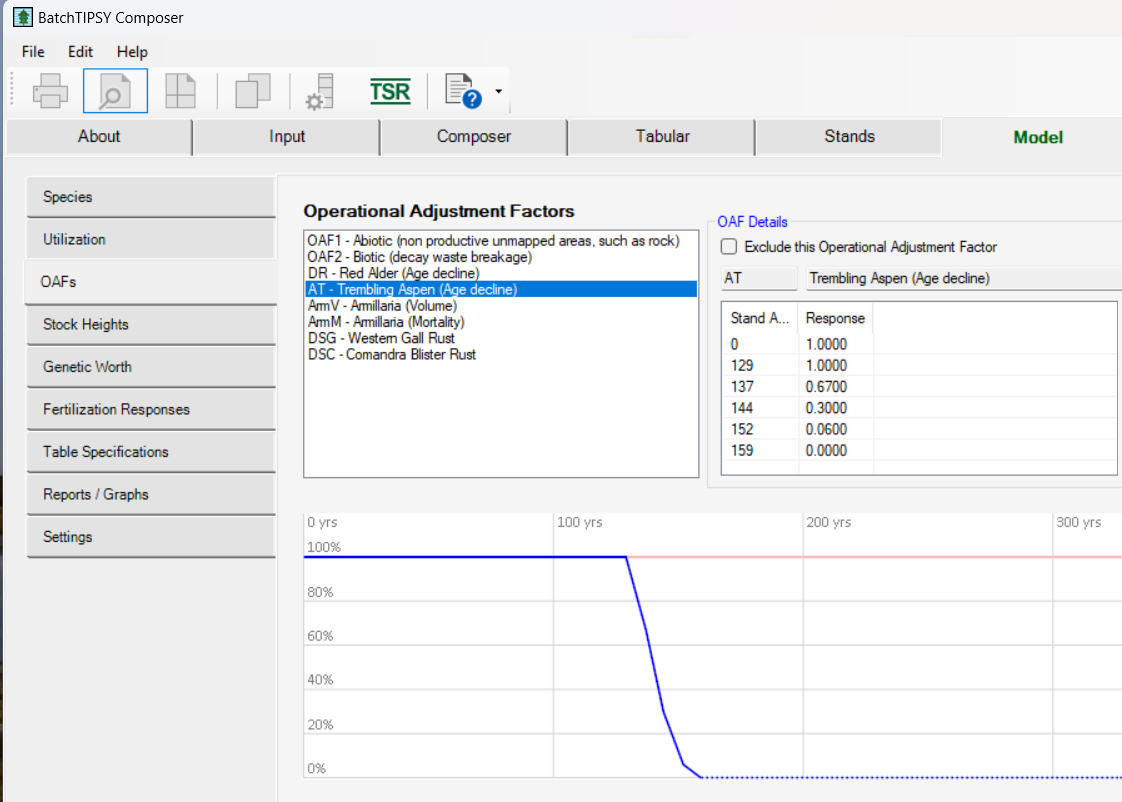 BatchTIPSY Composer
File Edit Help
TSR
About Input Composer Tabular Stands Model
Species
Utilization
OAFs
Stock Heights
Genetic Worth
Fertilization Responses
Table Specifications
Reports / Graphs
Settings
Operational Adjustment Factors
OAF1 - Abiotic (non productive unmapped areas, such as rock)
OAF2 - Biotic (decay waste breakage)
DR - Red Alder (Age decline)
AT - Trembling Aspen (Age decline)
ArmV - Armillaria (Volume)
ArmM - Armillaria (Mortality)
DSG - Western Gall Rust
DSC - Comandra Blister Rust
OAF Details
Exclude this Operational Adjustment Factor
AT Trembling Aspen (Age decline)
Stand A... Response
0 1.0000
129 1.0000
137 0.6700
144 0.3000
152 0.0600
159 0.0000
0 yrs 100 yrs 200 yrs 300 yrs
100%
80%
60%
40%
20%
0%